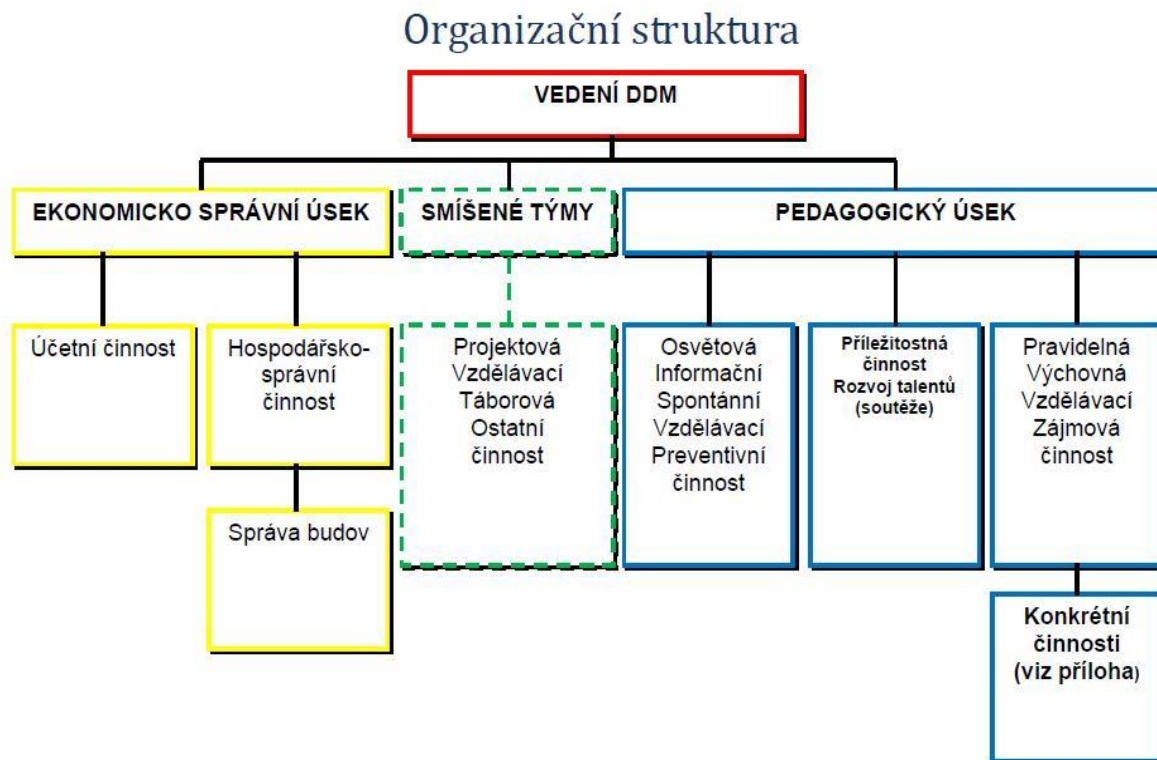 Organizační struktura
VEDENÍ DDM
EKONOMICKO SPRÁVNÍ ÚSEK
SMÍŠENÉ TÝMY
PEDAGOGICKÝ ÚSEK
Účetní činnost
Hospodářsko-
správní
činnost
Správa budov
Projektová
Vzdělávací
Táborová
Ostatní
činnost
Osvětová
Informační
Spontánní
Vzdělávací
Preventivní
činnost
Příležitostná
činnost
Rozvoj talentů
(soutěže)
Pravidelná
Výchovná
Vzdělávací
Zájmová
činnost
Konkrétní
činnosti
(viz příloha)